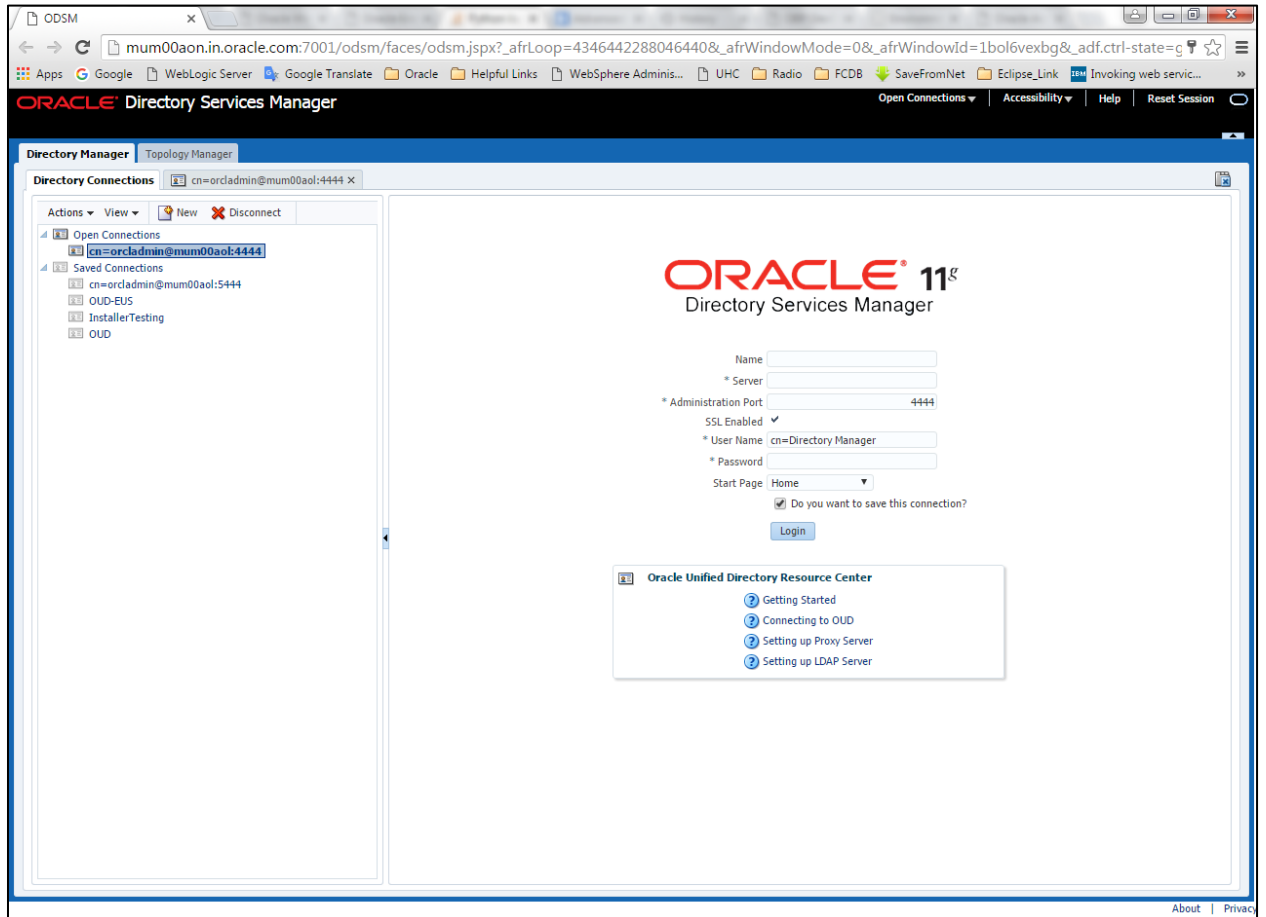 ODSM
mum00aon.in.oracle.com:7001/odsm/faces/odsm.jspx?_afrLoop=4346442288046440&_afrWindowMode=0&_afrWindowId=1bol6vexbg&_adf.ctrl-state=g
Apps Google WebLogic Server Google Translate Oracle Helpful Links WebSphere Adminis... UHC Radio FCDB SaveFromNet Eclipse_Link Invoking web servic... »
ORACLE Directory Services Manager
Open Connections Accessibility Help Reset Session
Directory Manager Topology Manager
Directory Connections cn=orcladmin@mum00aol:4444
Actions View New Disconnect
Open Connections
cn=orcladmin@mum00aol:4444
Saved Connections
cn=orcladmin@mum00aol:5444
OUD-EUS
InstallerTesting
OUD
ORACLE 11g
Directory Services Manager
Name
* Server
* Administration Port 4444
SSL Enabled
* User Name cn=Directory Manager
* Password
Start Page Home
Do you want to save this connection?
Login
Oracle Unified Directory Resource Center
Getting Started
Connecting to OUD
Setting up Proxy Server
Setting up LDAP Server
About | Privacy